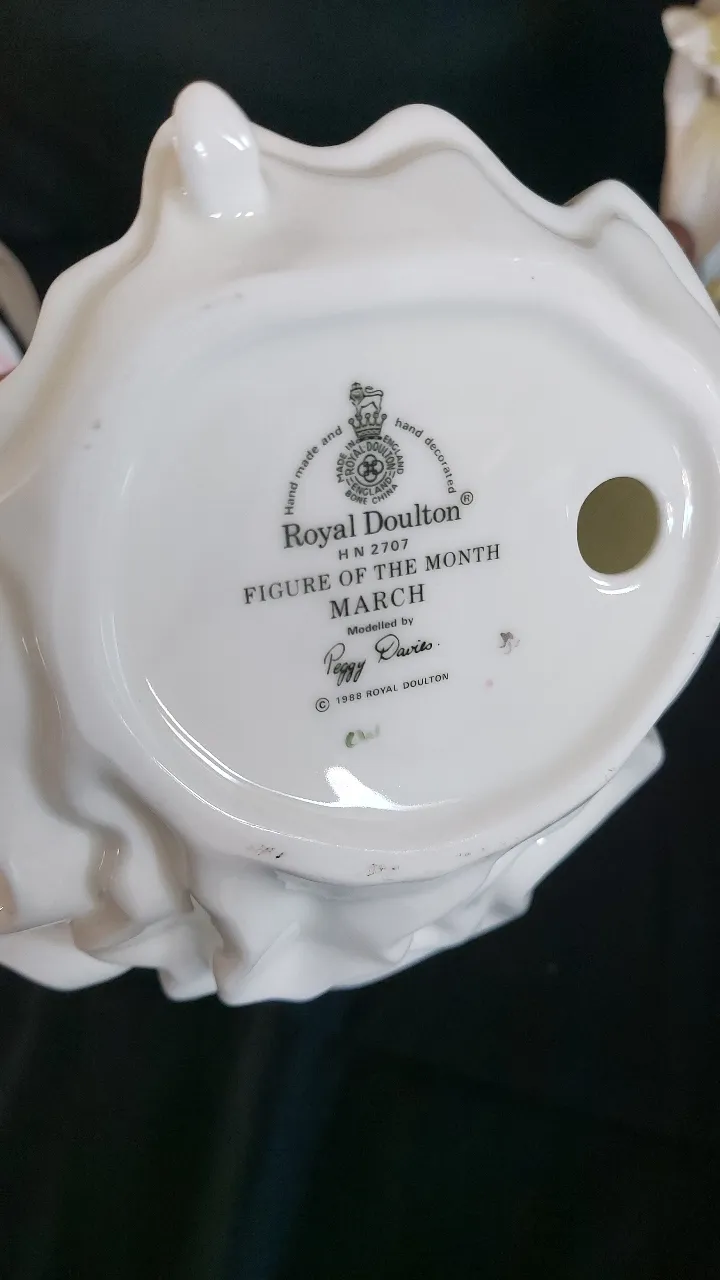 Hand made and hand decorated
MADE IN ENGLAND
ROYAL DOULTON
ENGLAND
BONE CHINA
Royal Doulton®
HN 2707
FIGURE OF THE MONTH
MARCH
Modelled by
Peggy Davies.
© 1988 ROYAL DOULTON